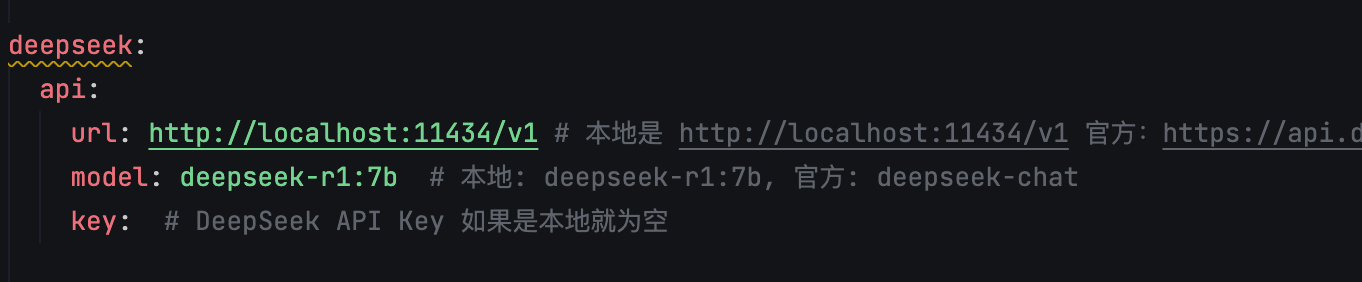 deepseek:
api:
url: http://localhost:11434/v1 # 本地是 http://localhost:11434/v1 官方：https://api.d
model: deepseek-r1:7b # 本地: deepseek-r1:7b, 官方: deepseek-chat
key: # DeepSeek API Key 如果是本地就为空